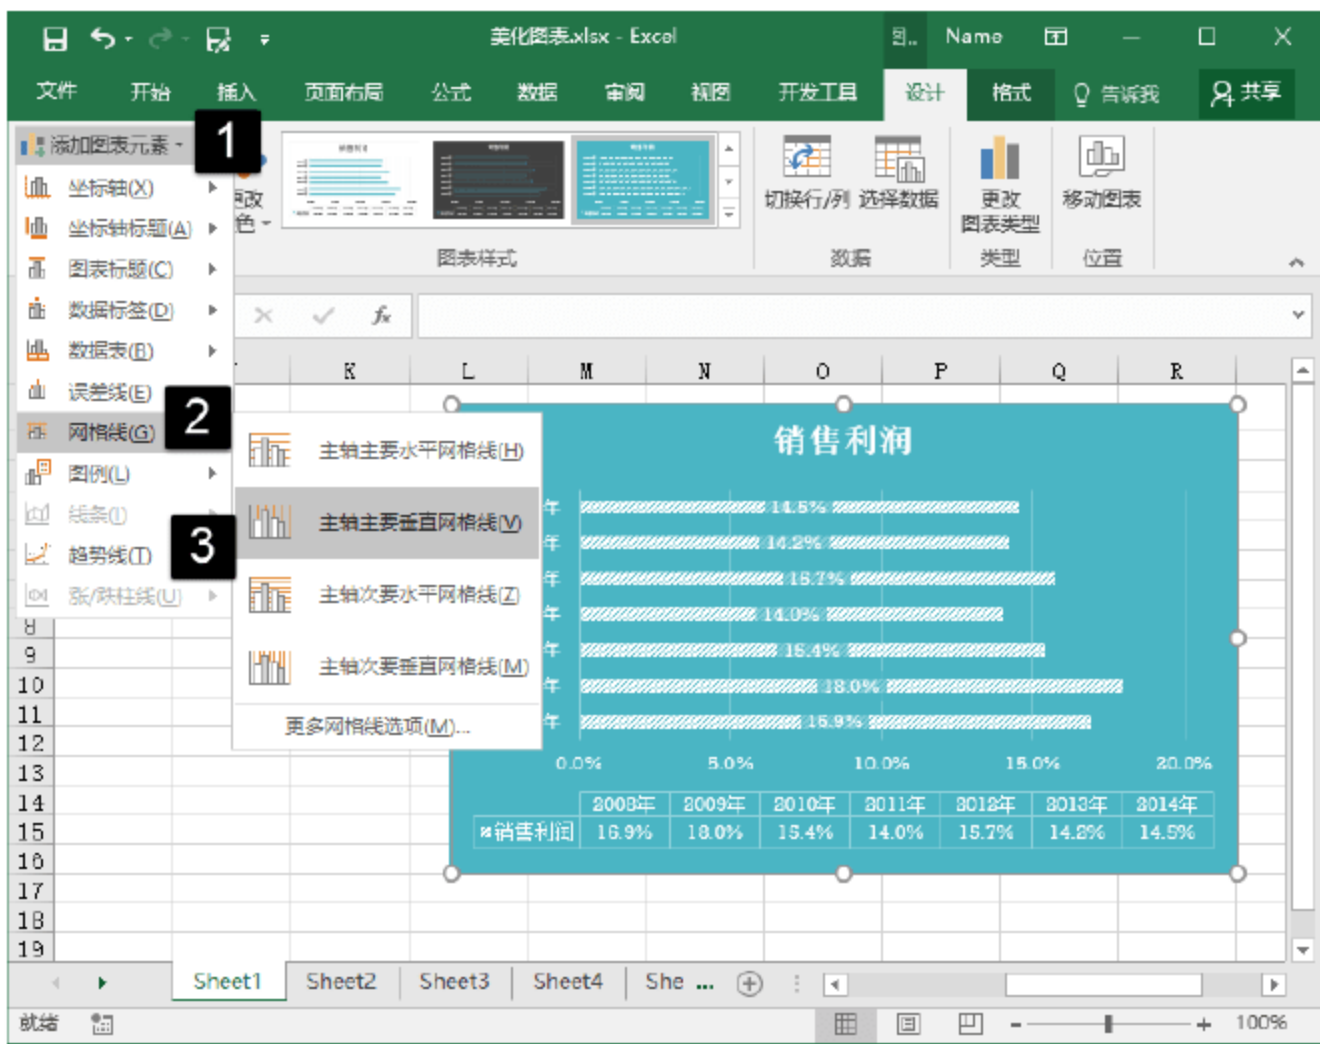 美化图表.xlsx - Excel
Name
文件 开始 插入 页面布局 公式 数据 审阅 视图 开发工具 设计 格式 告诉我 共享
添加图表元素
1
更改
色
切换行/列 选择数据
更改
图表类型
移动图表
图表样式 数据 类型 位置
坐标轴(X)
坐标轴标题(A)
图表标题(C)
数据标签(D)
数据表(B)
误差线(E)
网格线(G)
2
图例(L)
线条(I)
3
趋势线(T)
涨/跌柱线(U)
fx
K L M N O P Q R
主轴主要水平网格线(H)
主轴主要垂直网格线(V)
主轴次要水平网格线(Z)
主轴次要垂直网格线(M)
更多网格线选项(M)...
销售利润
年 14.5%
年 14.2%
年 15.7%
年 14.0%
年 15.4%
年 18.0%
年 16.9%
0.0% 5.0% 10.0% 15.0% 20.0%
2008年 2009年 2010年 2011年 2012年 2013年 2014年
销售利润 16.9% 18.0% 15.4% 14.0% 15.7% 14.2% 14.5%
8
9
10
11
12
13
14
15
16
17
18
19
Sheet1 Sheet2 Sheet3 Sheet4 She ...
就绪
100%